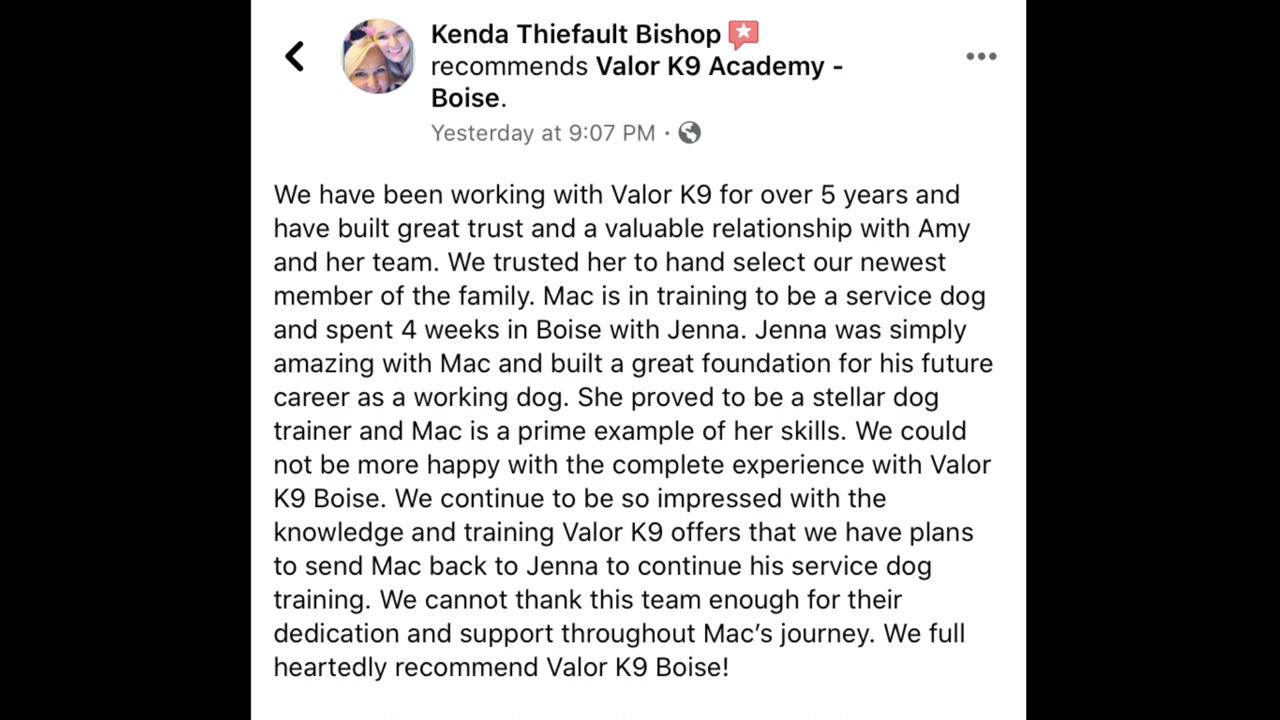 Kenda Thiefault Bishop
recommends Valor K9 Academy -
Boise.
Yesterday at 9:07 PM ·
We have been working with Valor K9 for over 5 years and
have built great trust and a valuable relationship with Amy
and her team. We trusted her to hand select our newest
member of the family. Mac is in training to be a service dog
and spent 4 weeks in Boise with Jenna. Jenna was simply
amazing with Mac and built a great foundation for his future
career as a working dog. She proved to be a stellar dog
trainer and Mac is a prime example of her skills. We could
not be more happy with the complete experience with Valor
K9 Boise. We continue to be so impressed with the
knowledge and training Valor K9 offers that we have plans
to send Mac back to Jenna to continue his service dog
training. We cannot thank this team enough for their
dedication and support throughout Mac’s journey. We full
heartedly recommend Valor K9 Boise!